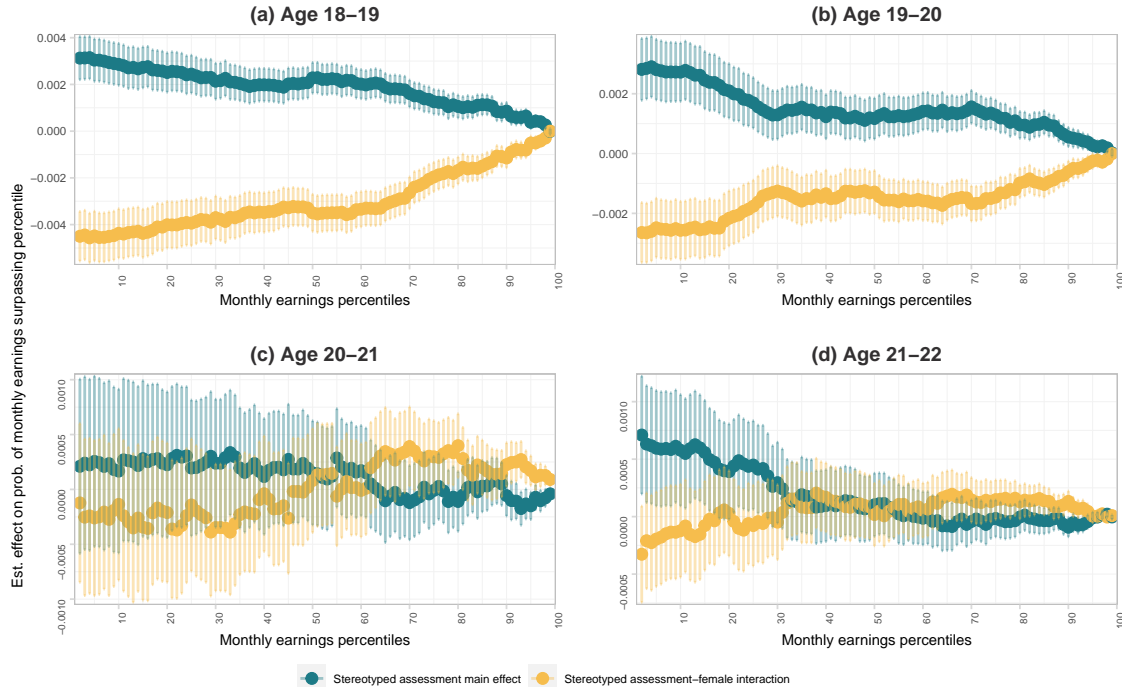 (a) Age 18–19
0.004
0.002
0.000
−0.002
−0.004
10 20 30 40 50 60 70 80 90 100
Monthly earnings percentiles
(b) Age 19–20
0.002
0.000
−0.002
10 20 30 40 50 60 70 80 90 100
Monthly earnings percentiles
Est. effect on prob. of monthly earnings surpassing percentile
(c) Age 20–21
0.0010
0.0005
0.0000
−0.0005
−0.0010
10 20 30 40 50 60 70 80 90 100
Monthly earnings percentiles
(d) Age 21–22
0.0010
0.0005
0.0000
−0.0005
10 20 30 40 50 60 70 80 90 100
Monthly earnings percentiles
Stereotyped assessment main effect
Stereotyped assessment–female interaction